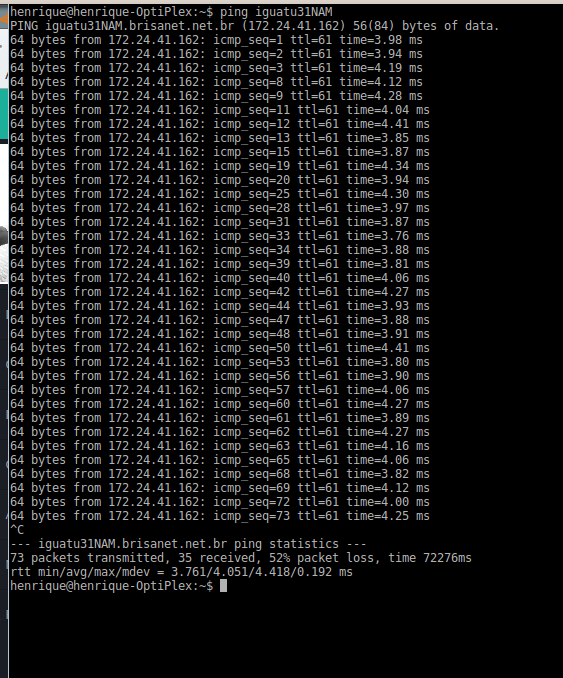 henrique@henrique-OptiPlex:~$ ping iguatu31NAM
PING iguatu31NAM.brisanet.net.br (172.24.41.162) 56(84) bytes of data.
64 bytes from 172.24.41.162: icmp_seq=1 ttl=61 time=3.98 ms
64 bytes from 172.24.41.162: icmp_seq=2 ttl=61 time=3.94 ms
64 bytes from 172.24.41.162: icmp_seq=3 ttl=61 time=4.19 ms
64 bytes from 172.24.41.162: icmp_seq=8 ttl=61 time=4.12 ms
64 bytes from 172.24.41.162: icmp_seq=9 ttl=61 time=4.28 ms
64 bytes from 172.24.41.162: icmp_seq=11 ttl=61 time=4.04 ms
64 bytes from 172.24.41.162: icmp_seq=12 ttl=61 time=4.41 ms
64 bytes from 172.24.41.162: icmp_seq=13 ttl=61 time=3.85 ms
64 bytes from 172.24.41.162: icmp_seq=15 ttl=61 time=3.87 ms
64 bytes from 172.24.41.162: icmp_seq=19 ttl=61 time=4.34 ms
64 bytes from 172.24.41.162: icmp_seq=20 ttl=61 time=3.94 ms
64 bytes from 172.24.41.162: icmp_seq=25 ttl=61 time=4.30 ms
64 bytes from 172.24.41.162: icmp_seq=28 ttl=61 time=3.97 ms
64 bytes from 172.24.41.162: icmp_seq=31 ttl=61 time=3.87 ms
64 bytes from 172.24.41.162: icmp_seq=33 ttl=61 time=3.76 ms
64 bytes from 172.24.41.162: icmp_seq=34 ttl=61 time=3.88 ms
64 bytes from 172.24.41.162: icmp_seq=39 ttl=61 time=3.81 ms
64 bytes from 172.24.41.162: icmp_seq=40 ttl=61 time=4.06 ms
64 bytes from 172.24.41.162: icmp_seq=42 ttl=61 time=4.27 ms
64 bytes from 172.24.41.162: icmp_seq=44 ttl=61 time=3.93 ms
64 bytes from 172.24.41.162: icmp_seq=47 ttl=61 time=3.88 ms
64 bytes from 172.24.41.162: icmp_seq=48 ttl=61 time=3.91 ms
64 bytes from 172.24.41.162: icmp_seq=50 ttl=61 time=4.41 ms
64 bytes from 172.24.41.162: icmp_seq=53 ttl=61 time=3.80 ms
64 bytes from 172.24.41.162: icmp_seq=56 ttl=61 time=3.90 ms
64 bytes from 172.24.41.162: icmp_seq=57 ttl=61 time=4.06 ms
64 bytes from 172.24.41.162: icmp_seq=60 ttl=61 time=4.27 ms
64 bytes from 172.24.41.162: icmp_seq=61 ttl=61 time=3.89 ms
64 bytes from 172.24.41.162: icmp_seq=62 ttl=61 time=4.27 ms
64 bytes from 172.24.41.162: icmp_seq=63 ttl=61 time=4.16 ms
64 bytes from 172.24.41.162: icmp_seq=65 ttl=61 time=4.06 ms
64 bytes from 172.24.41.162: icmp_seq=68 ttl=61 time=3.82 ms
64 bytes from 172.24.41.162: icmp_seq=69 ttl=61 time=4.12 ms
64 bytes from 172.24.41.162: icmp_seq=72 ttl=61 time=4.00 ms
64 bytes from 172.24.41.162: icmp_seq=73 ttl=61 time=4.25 ms
^C
--- iguatu31NAM.brisanet.net.br ping statistics ---
73 packets transmitted, 35 received, 52% packet loss, time 72276ms
rtt min/avg/max/mdev = 3.761/4.051/4.418/0.192 ms
henrique@henrique-OptiPlex:~$